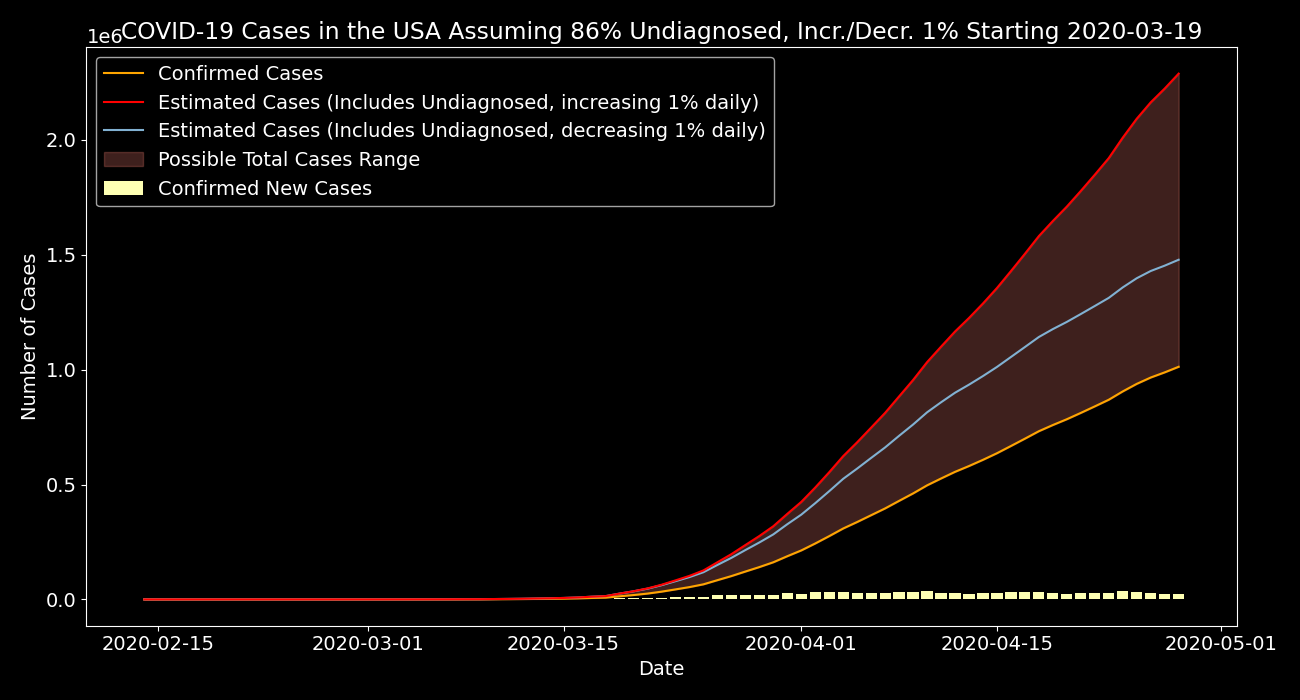 COVID-19 Cases in the USA Assuming 86% Undiagnosed, Incr./Decr. 1% Starting 2020-03-19
1e6
Confirmed Cases
Estimated Cases (Includes Undiagnosed, increasing 1% daily)
Estimated Cases (Includes Undiagnosed, decreasing 1% daily)
Possible Total Cases Range
Confirmed New Cases
Number of Cases
2.0
1.5
1.0
0.5
0.0
2020-02-15 2020-03-01 2020-03-15 2020-04-01 2020-04-15 2020-05-01
Date